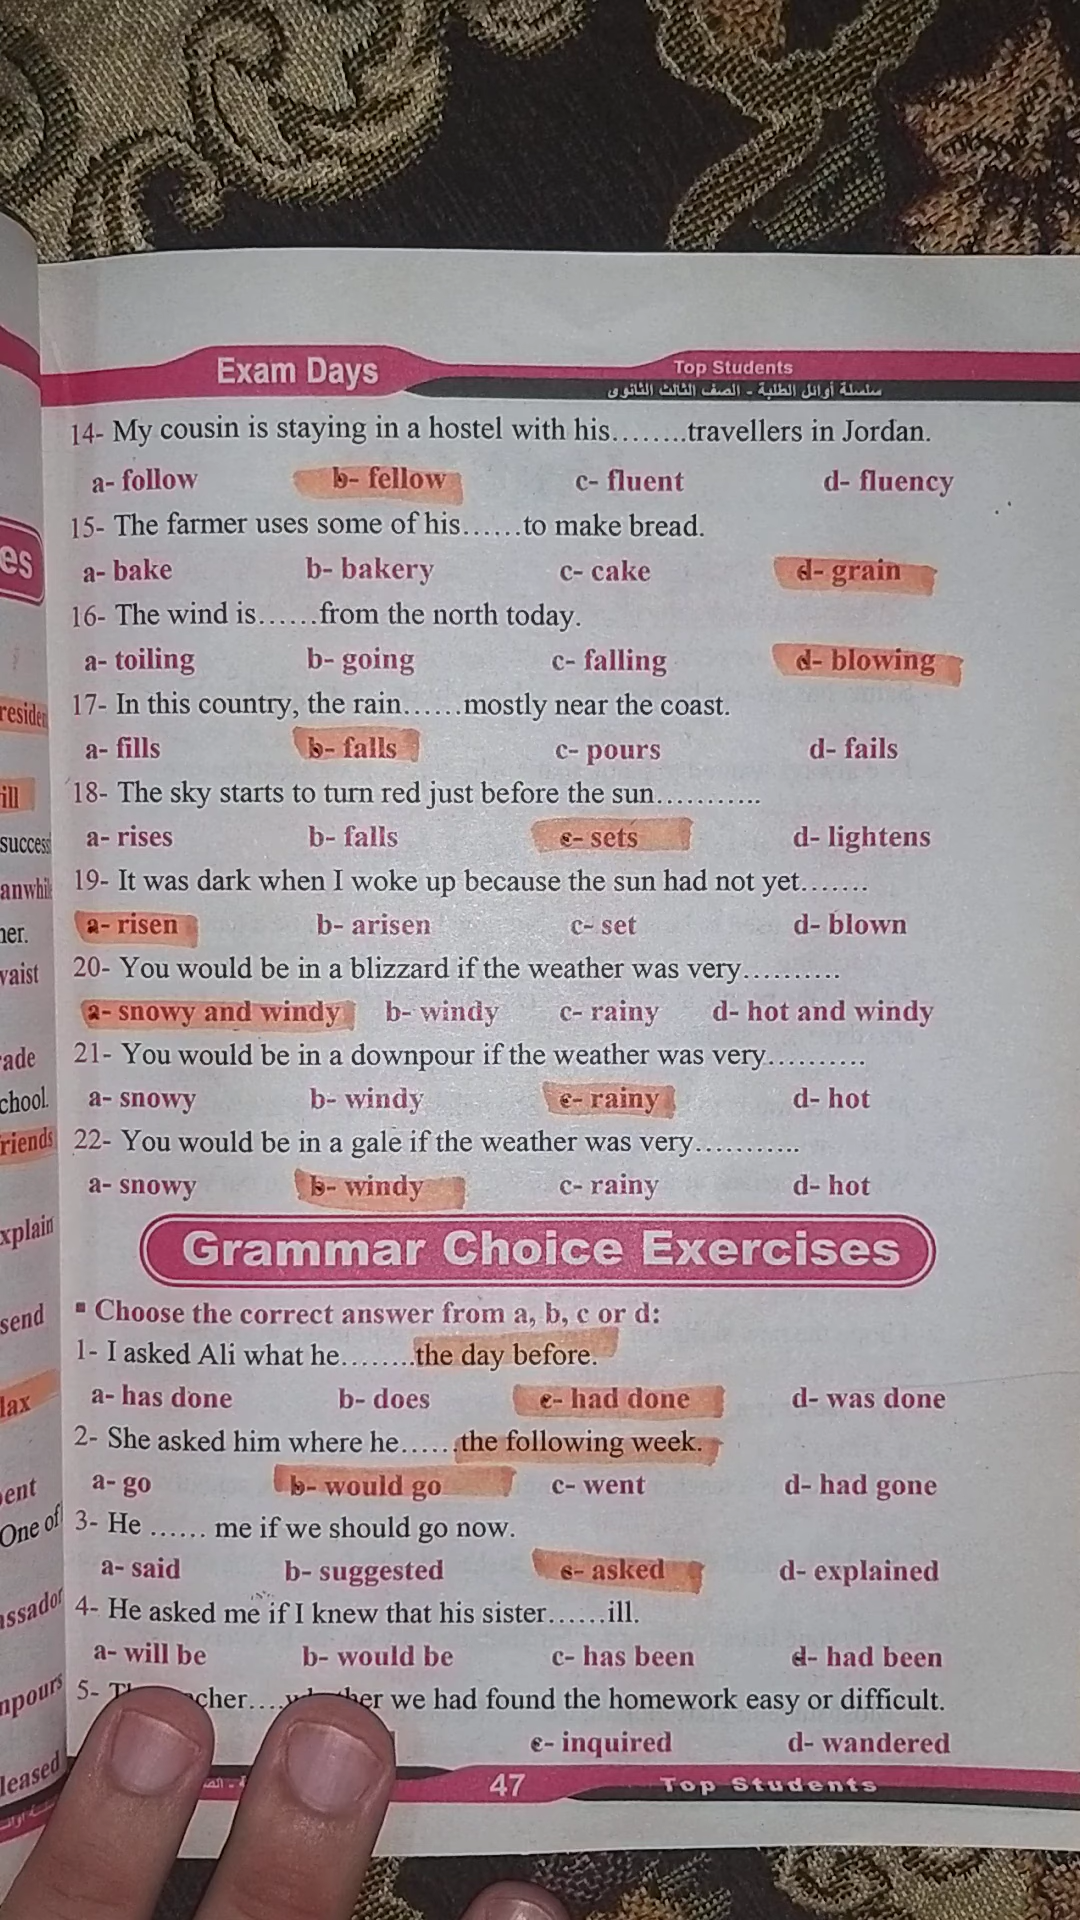 Exam Days
Top Students
سلسلة أوائل الطلبة - الصف الثالث الثانوى
14- My cousin is staying in a hostel with his........travellers in Jordan.
a- follow b- fellow c- fluent d- fluency
15- The farmer uses some of his......to make bread.
a- bake b- bakery c- cake d- grain
16- The wind is......from the north today.
a- toiling b- going c- falling d- blowing
17- In this country, the rain......mostly near the coast.
a- fills b- falls c- pours d- fails
18- The sky starts to turn red just before the sun...........
a- rises b- falls c- sets d- lightens
19- It was dark when I woke up because the sun had not yet.......
a- risen b- arisen c- set d- blown
20- You would be in a blizzard if the weather was very..........
a- snowy and windy b- windy c- rainy d- hot and windy
21- You would be in a downpour if the weather was very..........
a- snowy b- windy c- rainy d- hot
22- You would be in a gale if the weather was very...........
a- snowy b- windy c- rainy d- hot
Grammar Choice Exercises
Choose the correct answer from a, b, c or d:
1- I asked Ali what he........the day before.
a- has done b- does c- had done d- was done
2- She asked him where he......the following week.
a- go b- would go c- went d- had gone
3- He ...... me if we should go now.
a- said b- suggested c- asked d- explained
4- He asked me if I knew that his sister......ill.
a- will be b- would be c- has been d- had been
5- we had found the homework easy or difficult.
c- inquired d- wandered
47
Top Students